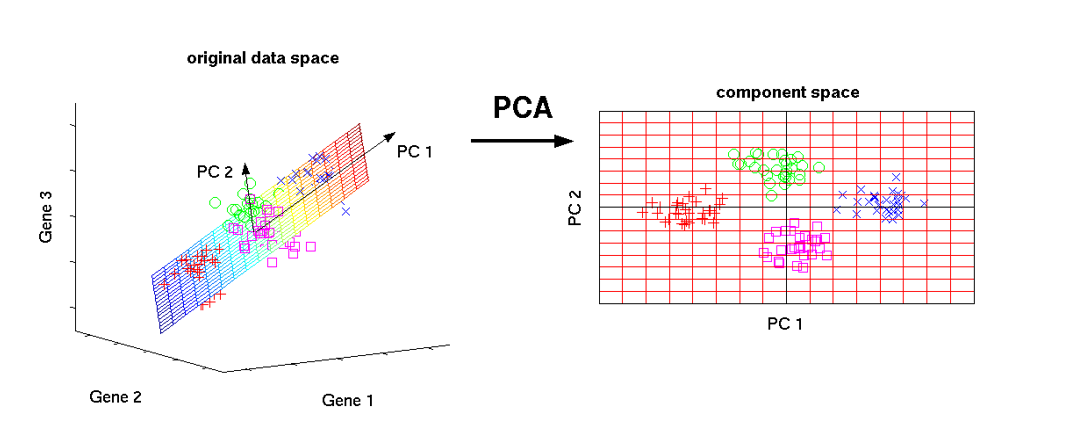 original data space
PC 1
PC 2
Gene 3
Gene 2
Gene 1
PCA
component space
PC 2
PC 1